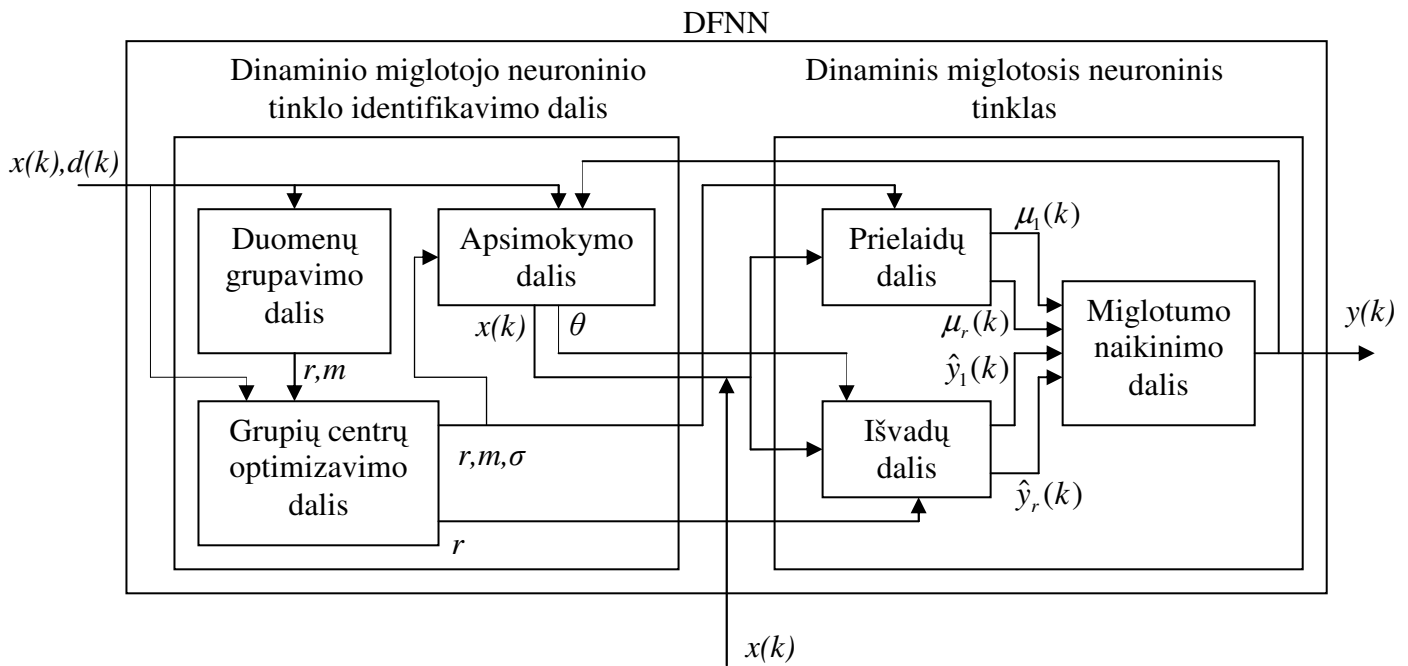 DFNN
Dinaminio miglotojo neuroninio
tinklo identifikavimo dalis
Dinaminis miglotosis neuroninis
tinklas
x(k),d(k)
Duomenų
grupavimo
dalis
Apsimokymo
dalis
Prielaidų
dalis
μ₁(k)
μᵣ(k)
Miglotumo
naikinimo
dalis
y(k)
x(k)
θ
r,m
ŷ₁(k)
Grupių centrų
optimizavimo
dalis
r,m,σ
Išvadų
dalis
ŷᵣ(k)
r
x(k)